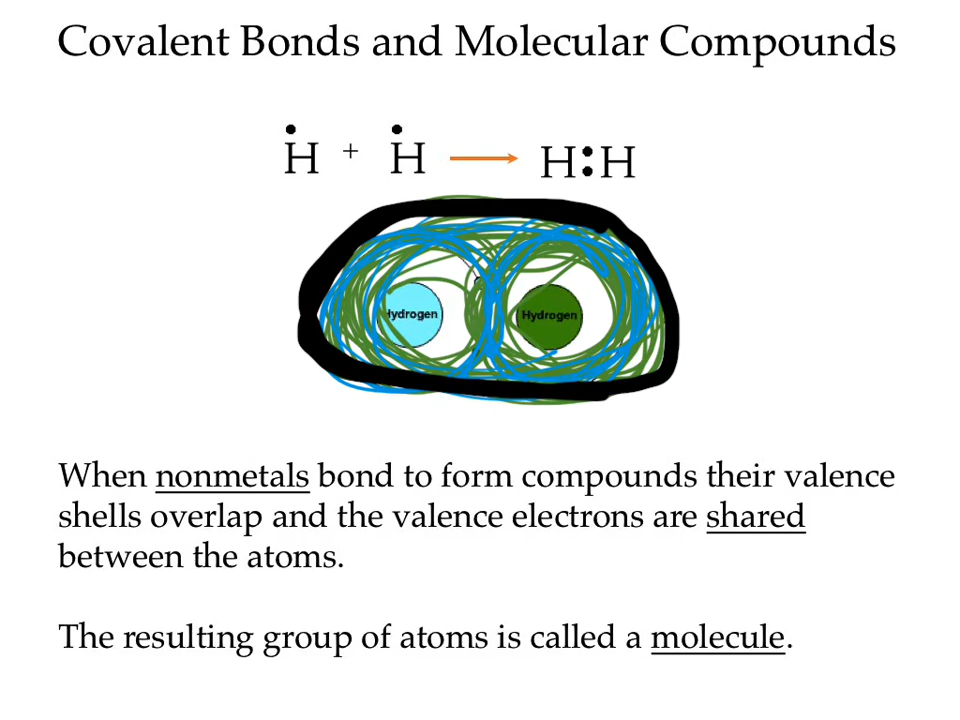 Covalent Bonds and Molecular Compounds
H + H → H:H
Hydrogen Hydrogen
When nonmetals bond to form compounds their valence
shells overlap and the valence electrons are shared
between the atoms.
The resulting group of atoms is called a molecule.